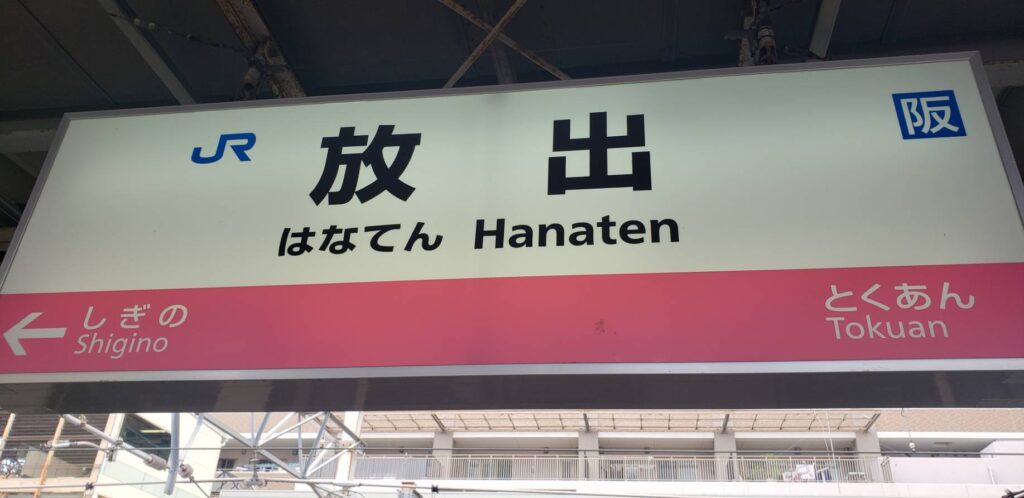 JR 放出 阪
はなてん Hanaten
← しぎの
Shigino
とくあん
Tokuan